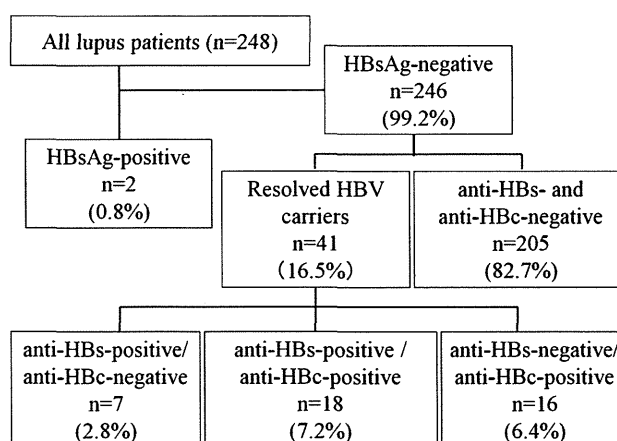 All lupus patients (n=248)
HBsAg-negative
n=246
(99.2%)
HBsAg-positive
n=2
(0.8%)
Resolved HBV
carriers
n=41
(16.5%)
anti-HBs- and
anti-HBc-negative
n=205
(82.7%)
anti-HBs-positive/
anti-HBc-negative
n=7
(2.8%)
anti-HBs-positive /
anti-HBc-positive
n=18
(7.2%)
anti-HBs-negative/
anti-HBc-positive
n=16
(6.4%)